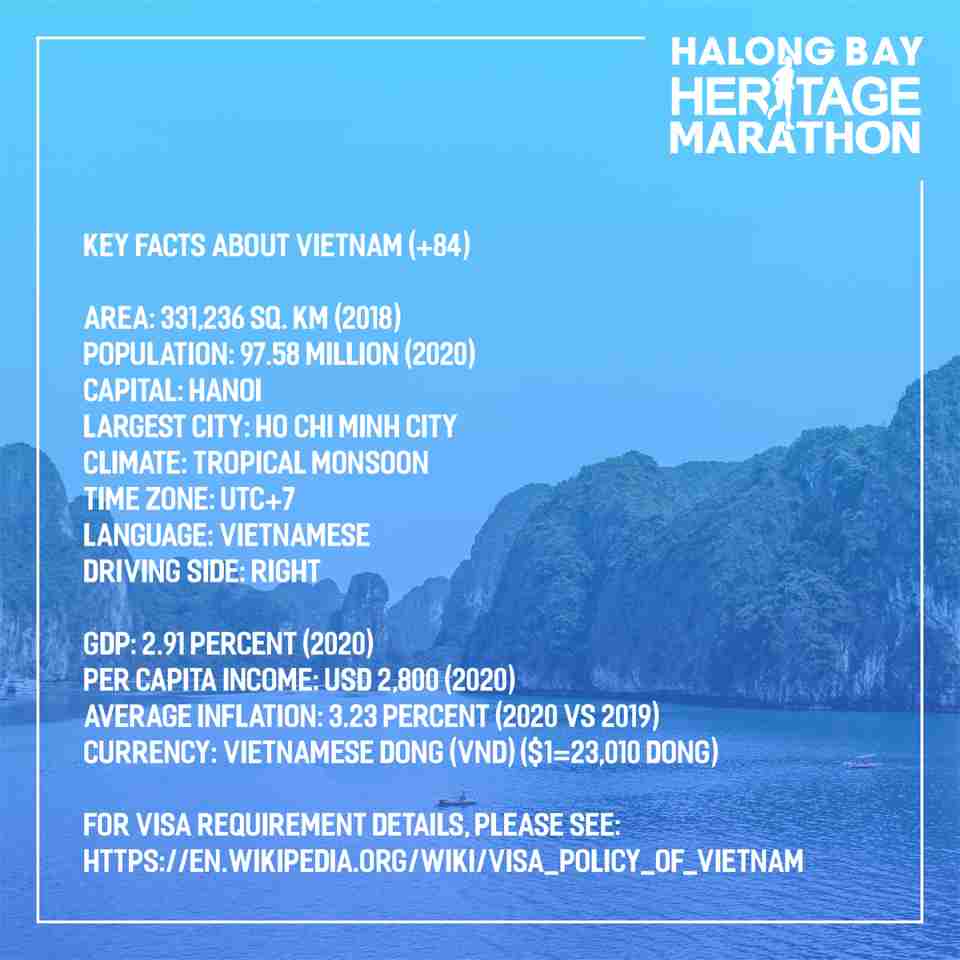 HALONG BAY
HERITAGE
MARATHON
KEY FACTS ABOUT VIETNAM (+84)
AREA: 331,236 SQ. KM (2018)
POPULATION: 97.58 MILLION (2020)
CAPITAL: HANOI
LARGEST CITY: HO CHI MINH CITY
CLIMATE: TROPICAL MONSOON
TIME ZONE: UTC+7
LANGUAGE: VIETNAMESE
DRIVING SIDE: RIGHT
GDP: 2.91 PERCENT (2020)
PER CAPITA INCOME: USD 2,800 (2020)
AVERAGE INFLATION: 3.23 PERCENT (2020 VS 2019)
CURRENCY: VIETNAMESE DONG (VND) ($1=23,010 DONG)
FOR VISA REQUIREMENT DETAILS, PLEASE SEE:
HTTPS://EN.WIKIPEDIA.ORG/WIKI/VISA_POLICY_OF_VIETNAM